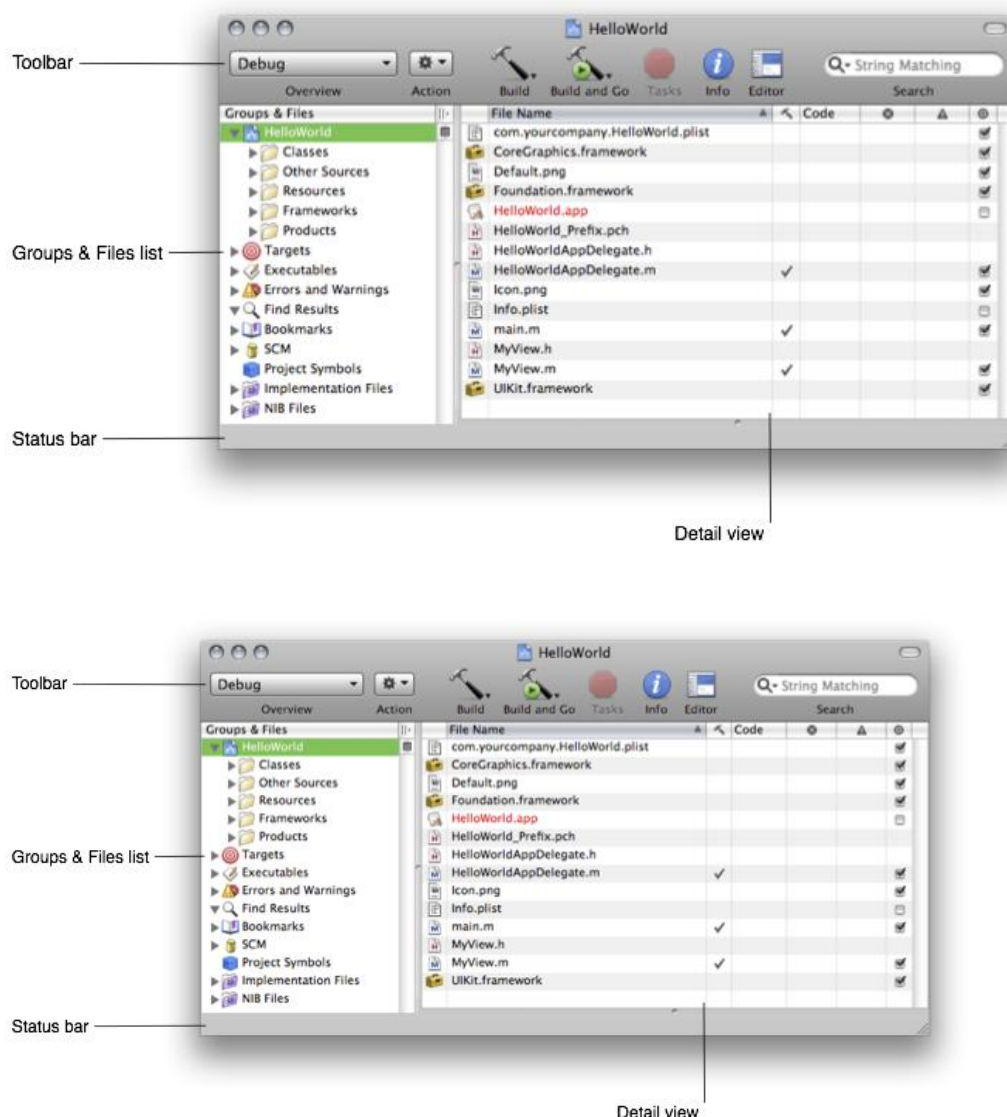 HelloWorld
Toolbar
Debug
String Matching
Overview
Action
Build
Build and Go
Tasks
Info
Editor
Search
Groups & Files
File Name
Code
HelloWorld
com.yourcompany.HelloWorld.plist
Classes
CoreGraphics.framework
Other Sources
Default.png
Resources
Foundation.framework
Frameworks
HelloWorld.app
Products
HelloWorld_Prefix.pch
Groups & Files list
Targets
HelloWorldAppDelegate.h
Executables
HelloWorldAppDelegate.m
Errors and Warnings
Icon.png
Find Results
Info.plist
Bookmarks
main.m
SCM
MyView.h
Project Symbols
MyView.m
Implementation Files
UIKit.framework
NIB Files
Status bar
Detail view
HelloWorld
Toolbar
Debug
String Matching
Overview
Action
Build
Build and Go
Tasks
Info
Editor
Search
Groups & Files
File Name
Code
HelloWorld
com.yourcompany.HelloWorld.plist
Classes
CoreGraphics.framework
Other Sources
Default.png
Resources
Foundation.framework
Frameworks
HelloWorld.app
Products
HelloWorld_Prefix.pch
Groups & Files list
Targets
HelloWorldAppDelegate.h
Executables
HelloWorldAppDelegate.m
Errors and Warnings
Icon.png
Find Results
Info.plist
Bookmarks
main.m
SCM
MyView.h
Project Symbols
MyView.m
Implementation Files
UIKit.framework
NIB Files
Status bar
Detail view